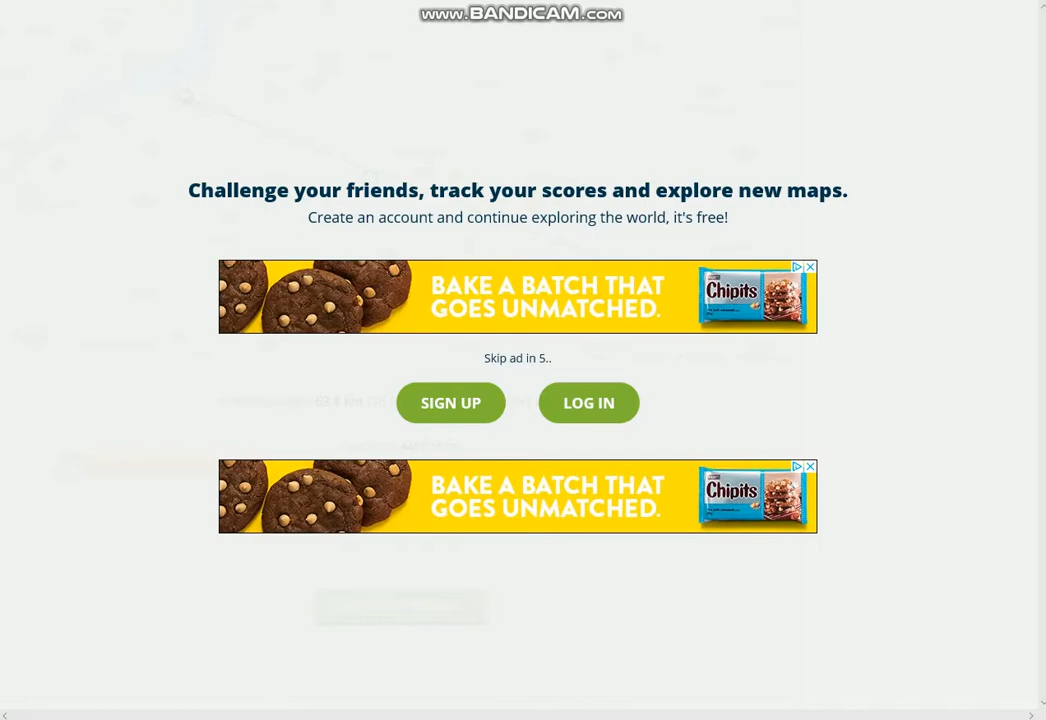 WWW.BANDICAM.COM
Challenge your friends, track your scores and explore new maps.
Create an account and continue exploring the world, it's free!
BAKE A BATCH THAT
GOES UNMATCHED.
Chipits
Skip ad in 5..
SIGN UP
LOG IN
BAKE A BATCH THAT
GOES UNMATCHED.
Chipits